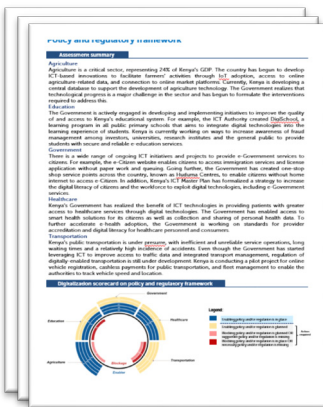 Policy and regulatory framework
Assessment summary
Agriculture
Agriculture is a critical sector, representing 24% of Kenya's GDP. The country has begun to develop
ICT-based innovations to facilitate farmers' activities through IoT adoption, access to online
agriculture-related data, and connection to online market platforms. Currently, Kenya is developing a
central database to support the development of agriculture technology. The Government realizes that
technological progress is a major challenge in the sector and has begun to formulate the interventions
required to address this.
Education
The Government is actively engaged in developing and implementing initiatives to improve the quality
of and access to Kenya's educational system. For example, the ICT Authority created DigiSchool, a
learning program in all public primary schools that aims to integrate digital technologies into the
learning experience of students. Kenya is currently working on ways to increase awareness of fraud
management among investors, universities, research institutes and the general public to provide
students with secure and reliable e-education services.
Government
There is a wide range of ongoing ICT initiatives and projects to provide e-Government services to
citizens. For example, the e-Citizen website enables citizens to access immigration services and license
application without paper work and queuing. Going further, the Government has created one-stop
shop service points across the country, known as Huduma Centres, to enable citizens without home
internet to access e-Citizen. In addition, Kenya's ICT Master Plan has formalized a strategy to increase
the digital literacy of citizens and the workforce to exploit digital technologies, including e-Government
services.
Healthcare
Kenya's Government has realized the benefit of ICT technologies in providing patients with greater
access to healthcare services through digital technologies. The Government has enabled access to
smart health solutions for its citizens as well as collection and sharing of personal health data. To
further accelerate e-health adoption, the Government is working on standards for provider
accreditation and digital literacy for healthcare personnel and consumers.
Transportation
Kenya's public transportation is under pressure, with inefficient and unreliable service operations, long
waiting times and a relatively high incidence of accidents. Even though the Government has started
leveraging ICT to improve access to traffic data and integrated transport management, regulation of
digitally-enabled transportation is still under development. Kenya is conducting a pilot project for online
vehicle registration, cashless payments for public transportation, and fleet management to enable the
authorities to track vehicle speed and location.
Digitalization scorecard on policy and regulatory framework
Government
Education
Healthcare
Agriculture
Transportation
Strategy
Enabler
Legend
Enabling policy and/or regulation is in place
Enabling policy and/or regulation is planned